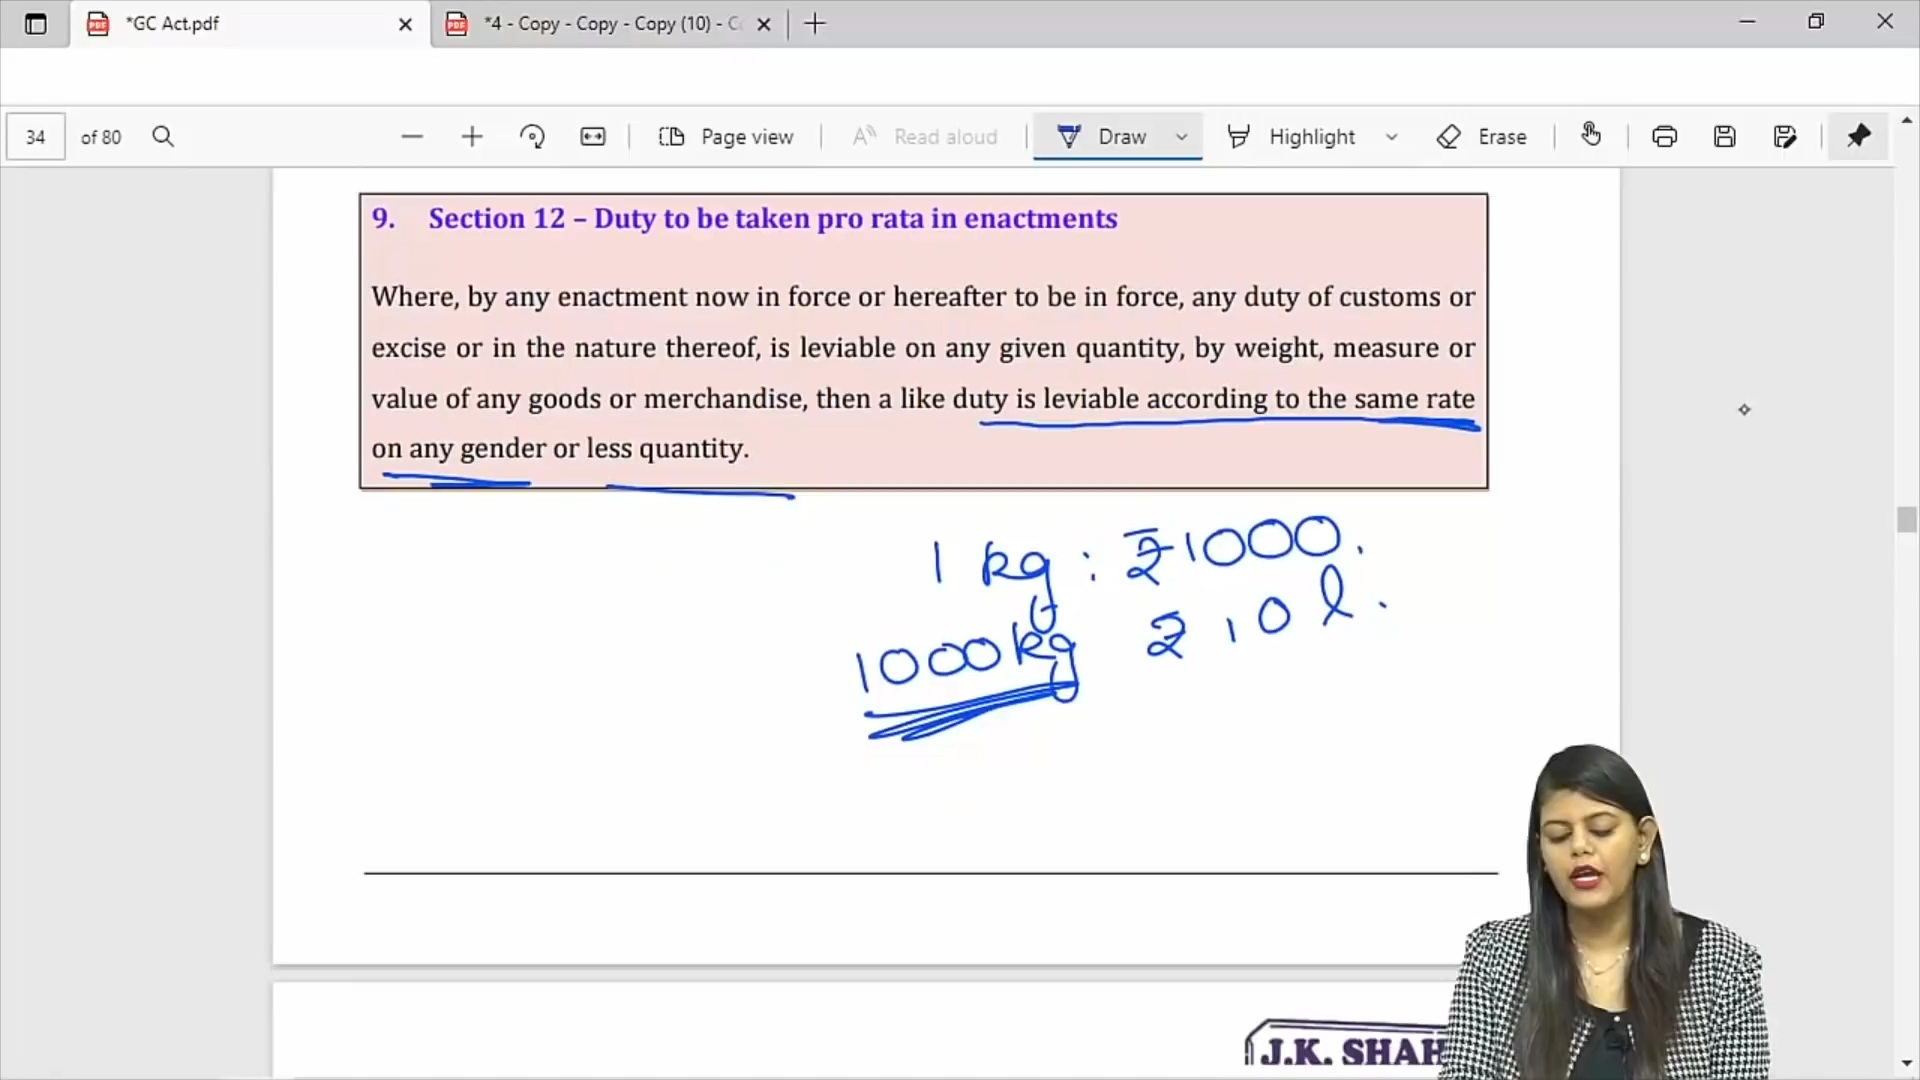 *GC Act.pdf
*4 - Copy - Copy - Copy (10) - C
34 of 80
Page view
Read aloud
Draw
Highlight
Erase
9. Section 12 – Duty to be taken pro rata in enactments
Where, by any enactment now in force or hereafter to be in force, any duty of customs or
excise or in the nature thereof, is leviable on any given quantity, by weight, measure or
value of any goods or merchandise, then a like duty is leviable according to the same rate
on any gender or less quantity.
1 kg : ₹1000.
1000kg ₹ 10 l.
J.K. SHAH